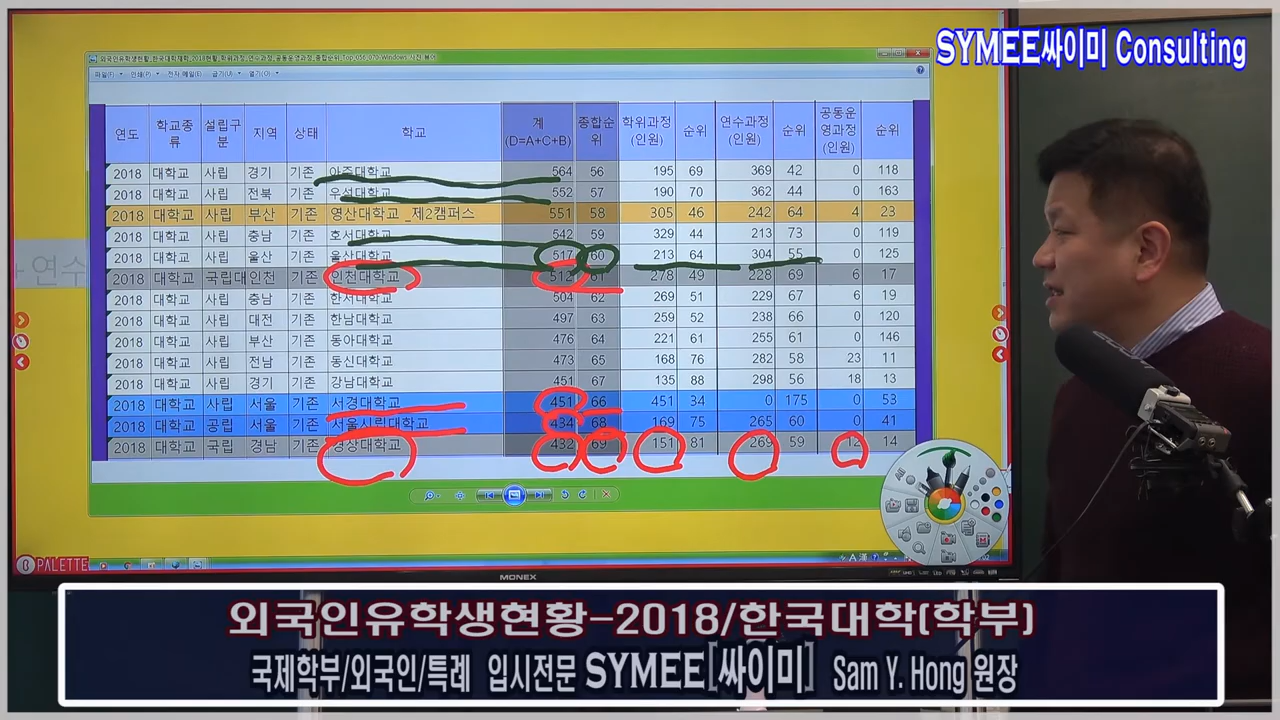 SYMEE싸이미 Consulting
연도 학교종류 설립구분 지역 상태 학교 계 (D=A+C+B) 종합순위 학위과정 (인원) 순위 연수과정 (인원) 순위 공동운영과정 (인원) 순위
2018 대학교 사립 경기 기존 아주대학교 564 56 195 69 369 42 0 118
2018 대학교 사립 전북 기존 우석대학교 552 57 190 70 362 44 0 163
2018 대학교 사립 부산 기존 영산대학교 _제2캠퍼스 551 58 305 46 242 64 4 23
2018 대학교 사립 충남 기존 호서대학교 542 59 329 44 213 73 0 119
2018 대학교 사립 울산 기존 울산대학교 517 60 213 64 304 55 0 125
2018 대학교 국립대 인천 기존 인천대학교 512 61 278 49 228 69 6 17
2018 대학교 사립 충남 기존 한서대학교 504 62 269 51 229 67 6 19
2018 대학교 사립 대전 기존 한남대학교 497 63 259 52 238 66 0 120
2018 대학교 사립 부산 기존 동아대학교 476 64 221 61 255 61 0 146
2018 대학교 사립 전남 기존 동신대학교 473 65 168 76 282 58 23 11
2018 대학교 사립 경기 기존 강남대학교 451 67 135 88 298 56 18 13
2018 대학교 사립 서울 기존 서경대학교 451 66 451 34 0 175 0 53
2018 대학교 공립 서울 기존 서울시립대학교 434 68 169 75 265 60 0 41
2018 대학교 국립 경남 기존 경상대학교 432 69 151 81 269 59 12 14
PALETTE
MONEX
외국인유학생현황-2018/한국대학(학부)
국제학부/외국인/특례 입시전문 SYMEE[싸이미] Sam Y. Hong 원장